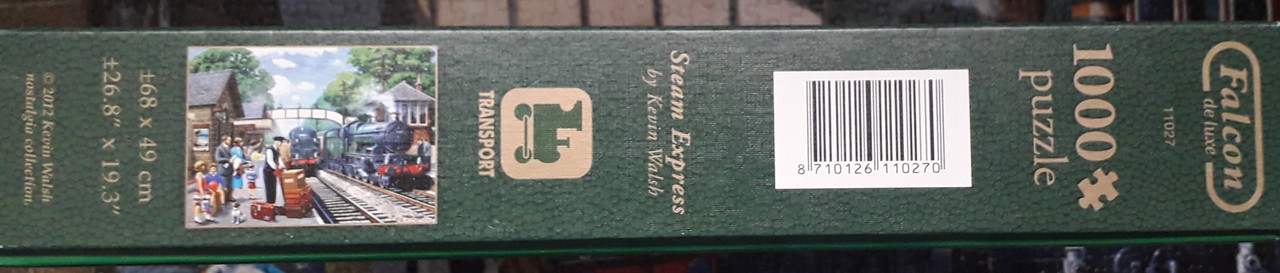 Falcon
de luxe
11027
1000
puzzle
8 710126 110270
Steam Express
by Kevin Walsh
TRANSPORT
±68 x 49 cm
±26.8" x 19.3"
© 2012 Kevin Walsh
nostalgia collection.